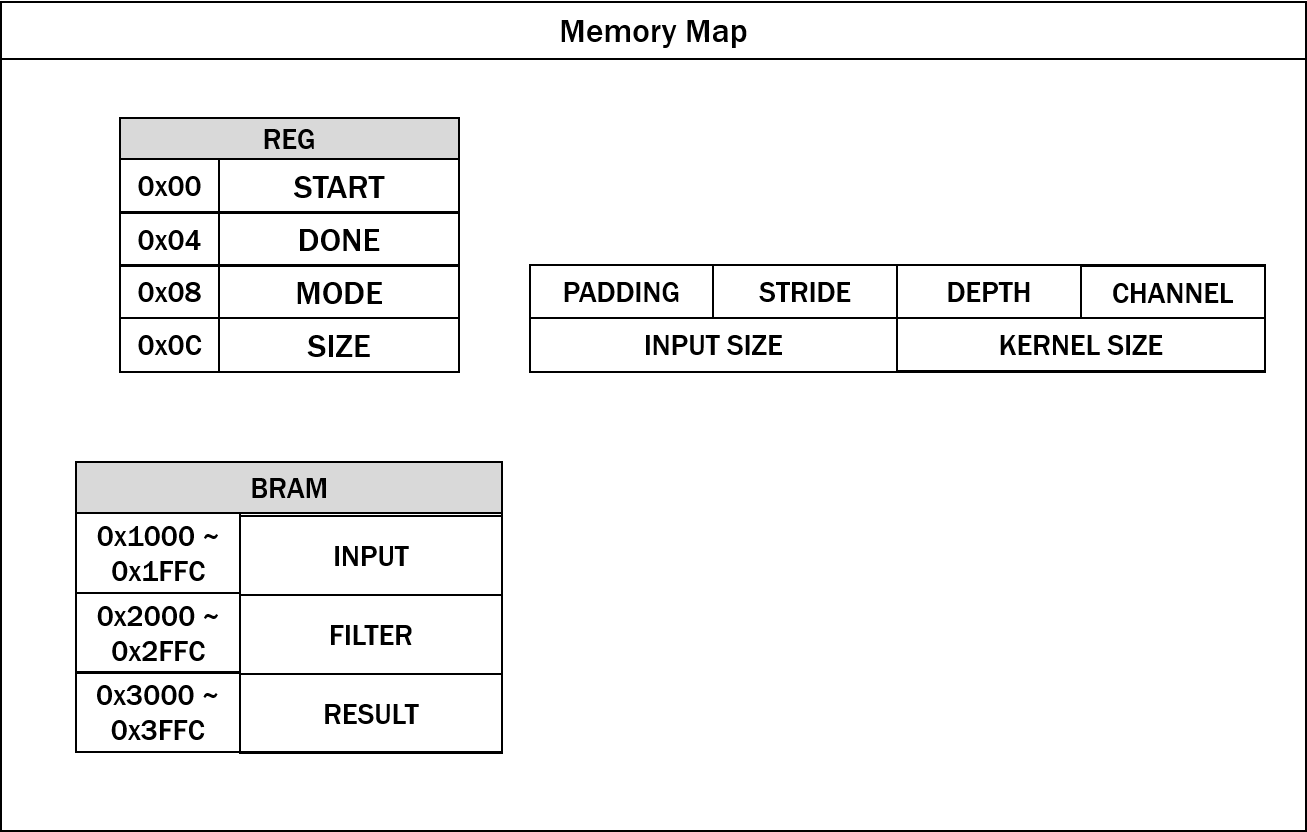 Memory Map
REG
0x00 START
0x04 DONE
0x08 MODE
0x0C SIZE
PADDING STRIDE DEPTH CHANNEL
INPUT SIZE KERNEL SIZE
BRAM
0x1000 ~
0x1FFC
INPUT
0x2000 ~
0x2FFC
FILTER
0x3000 ~
0x3FFC
RESULT